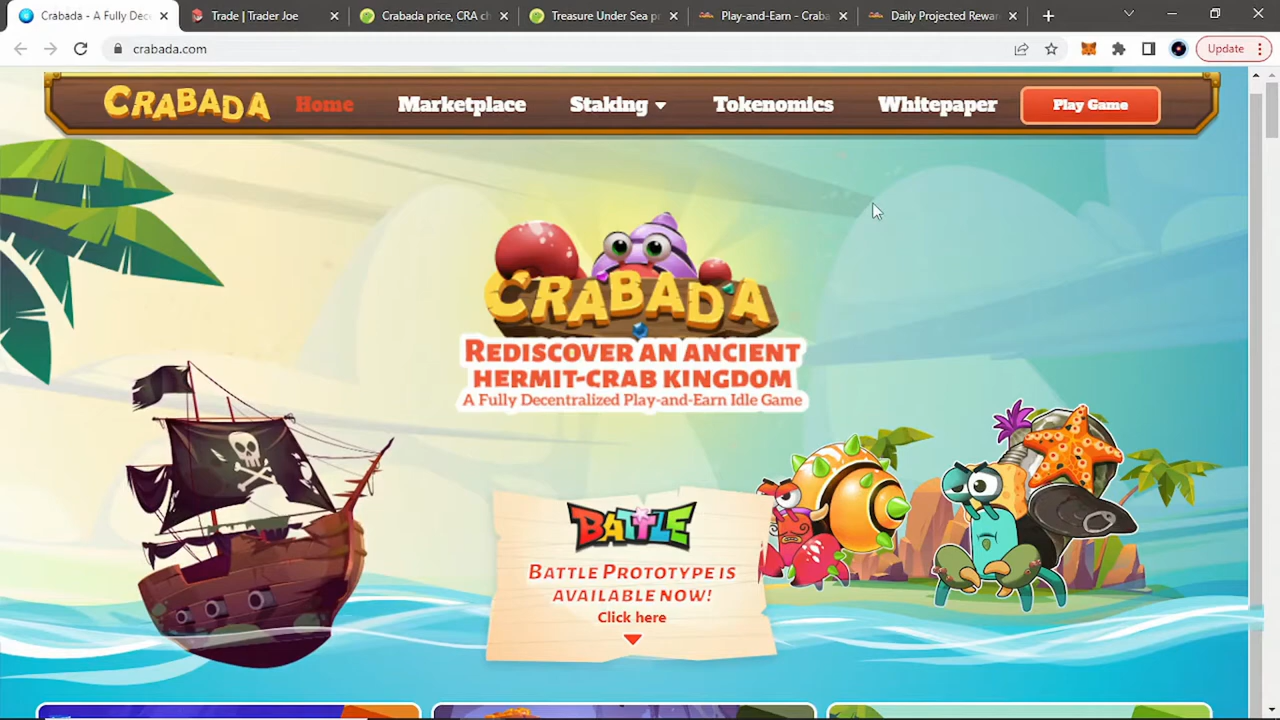 Crabada - A Fully Dec
Trade | Trader Joe
Crabada price, CRA ch
Treasure Under Sea p
Play-and-Earn - Craba
Daily Projected Rewa
crabada.com
Update
CRABADA
Home
Marketplace
Staking
Tokenomics
Whitepaper
Play Game
CRABADA
REDISCOVER AN ANCIENT
HERMIT-CRAB KINGDOM
A Fully Decentralized Play-and-Earn Idle Game
BATTLE
BATTLE PROTOTYPE IS
AVAILABLE NOW!
Click here